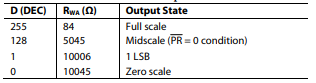 D (DEC) RWA (Ω) Output State
255 84 Full scale
128 5045 Midscale (P̅R̅ = 0 condition)
1 10006 1 LSB
0 10045 Zero scale